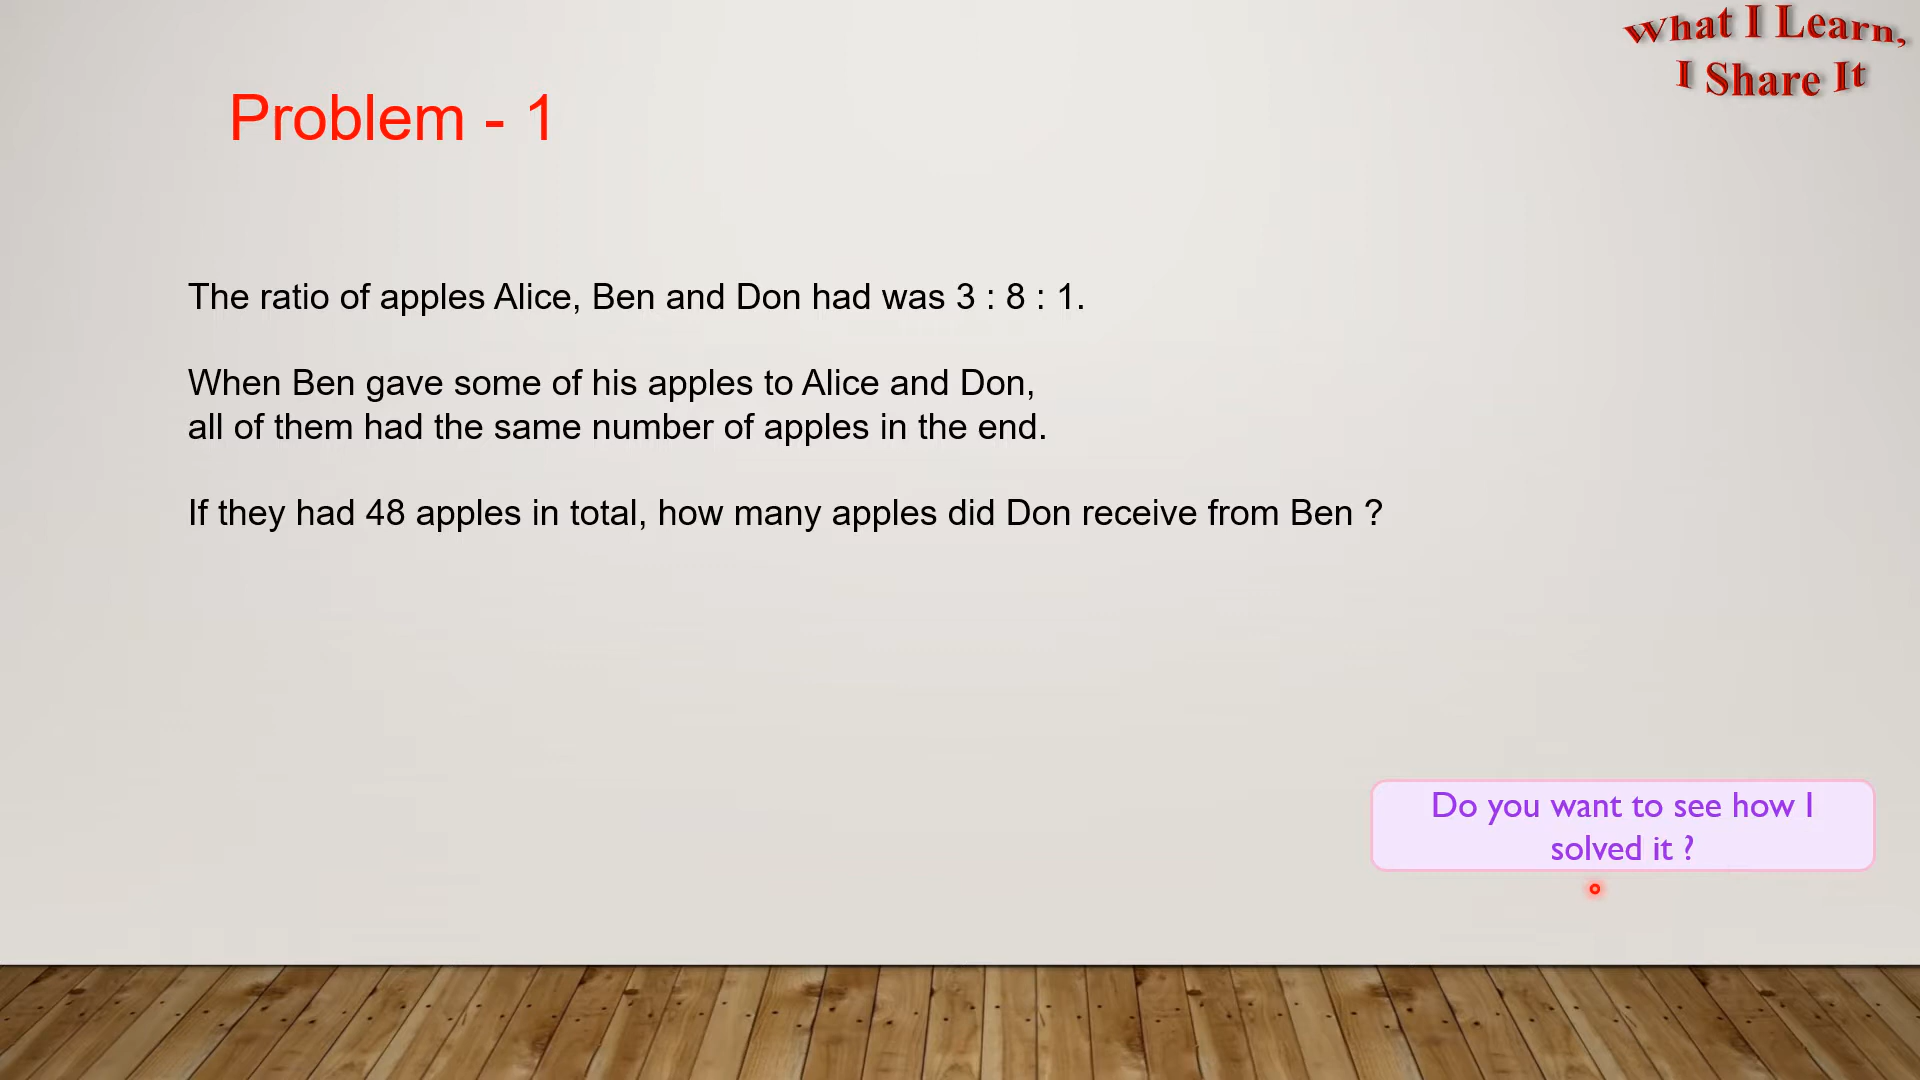 What I Learn,
I Share It
Problem - 1
The ratio of apples Alice, Ben and Don had was 3 : 8 : 1.
When Ben gave some of his apples to Alice and Don,
all of them had the same number of apples in the end.
If they had 48 apples in total, how many apples did Don receive from Ben ?
Do you want to see how I
solved it ?